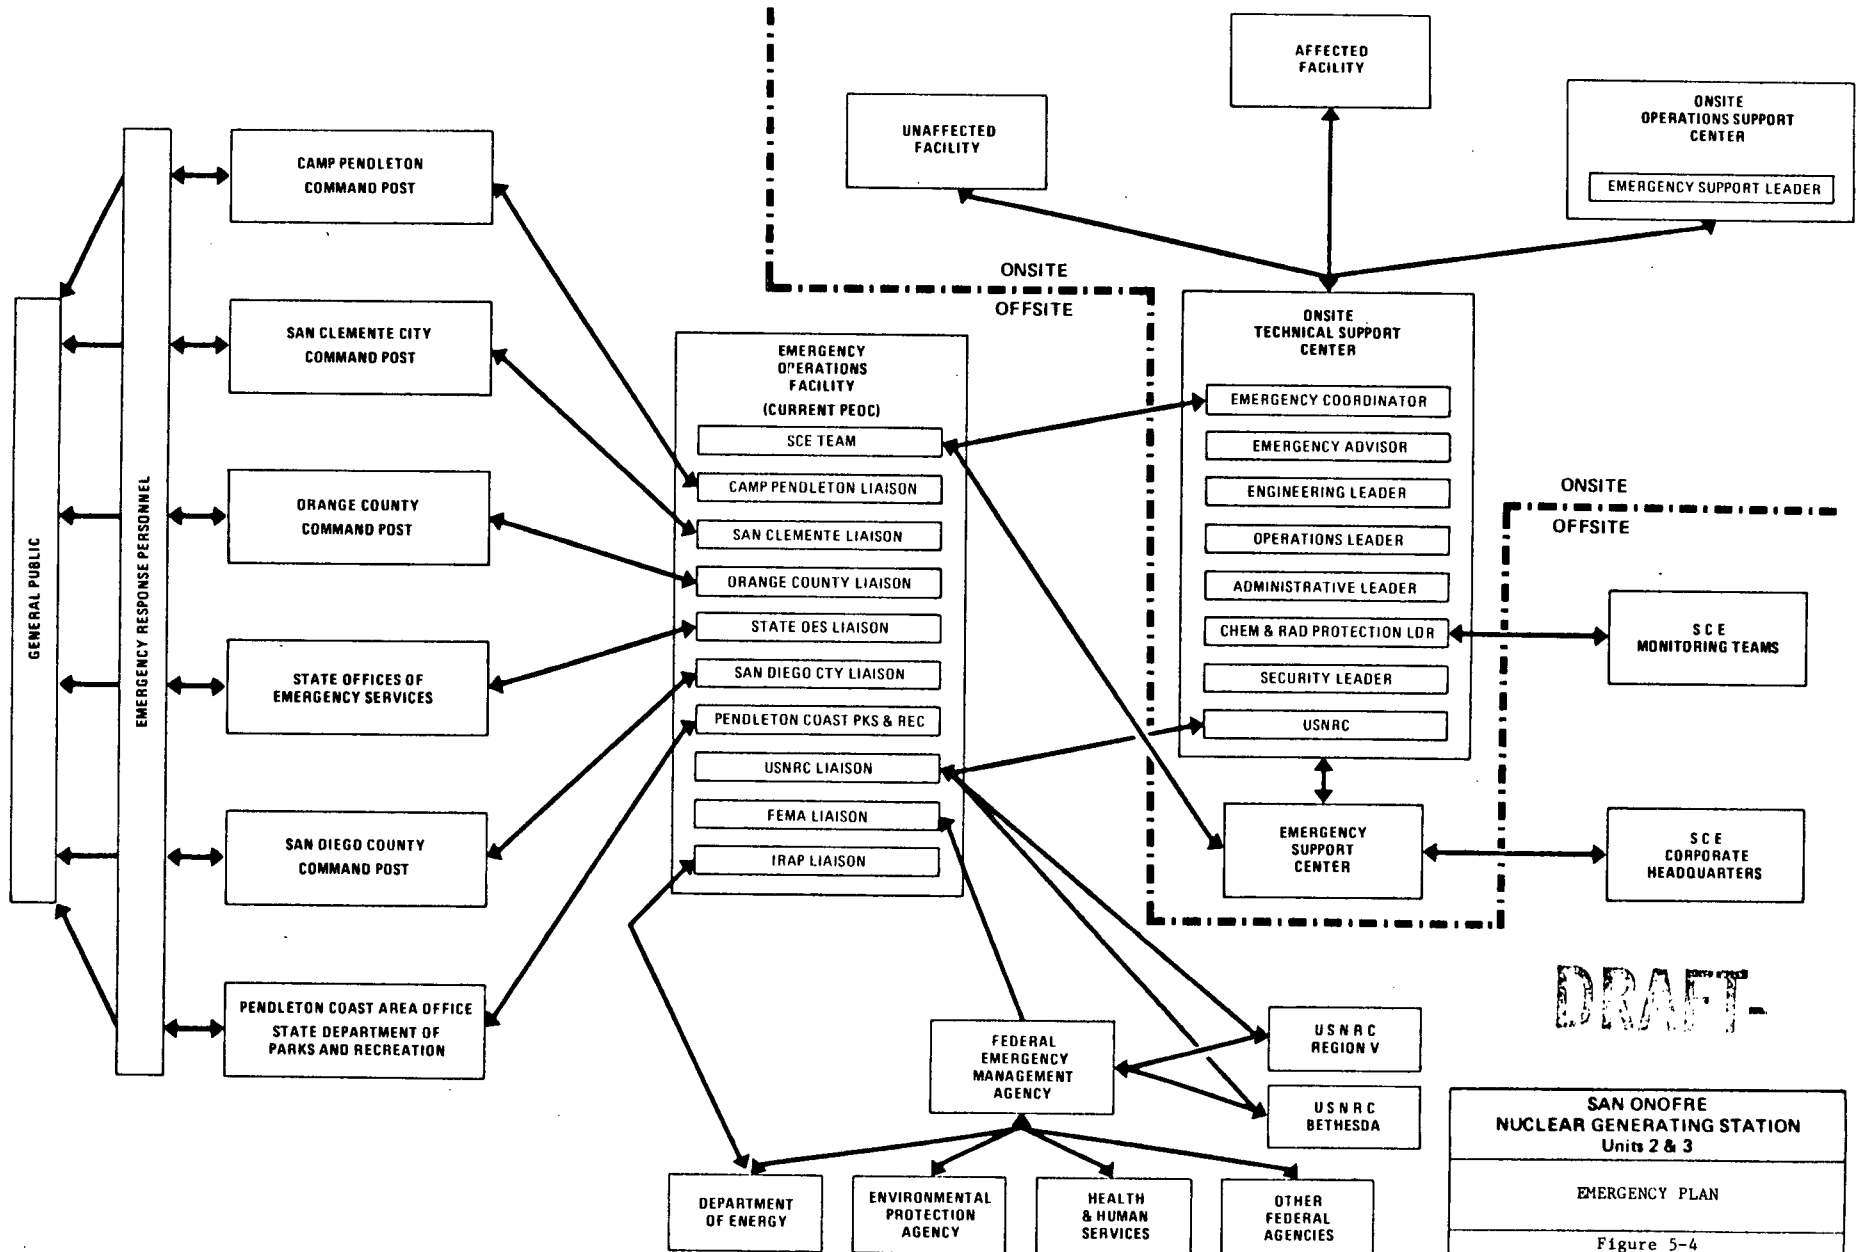 AFFECTED
FACILITY
UNAFFECTED
FACILITY
ONSITE
OPERATIONS SUPPORT
CENTER
EMERGENCY SUPPORT LEADER
CAMP PENDLETON
COMMAND POST
SAN CLEMENTE CITY
COMMAND POST
ORANGE COUNTY
COMMAND POST
STATE OFFICES OF
EMERGENCY SERVICES
SAN DIEGO COUNTY
COMMAND POST
PENDLETON COAST AREA OFFICE
STATE DEPARTMENT OF
PARKS AND RECREATION
GENERAL PUBLIC
EMERGENCY RESPONSE PERSONNEL
ONSITE
OFFSITE
EMERGENCY
OPERATIONS
FACILITY
(CURRENT PEOC)
SCE TEAM
CAMP PENDLETON LIAISON
SAN CLEMENTE LIAISON
ORANGE COUNTY LIAISON
STATE OES LIAISON
SAN DIEGO CTY LIAISON
PENDLETON COAST PKS & REC
USNRC LIAISON
FEMA LIAISON
IRAP LIAISON
ONSITE
TECHNICAL SUPPORT
CENTER
EMERGENCY COORDINATOR
EMERGENCY ADVISOR
ENGINEERING LEADER
OPERATIONS LEADER
ADMINISTRATIVE LEADER
CHEM & RAD PROTECTION LDR
SECURITY LEADER
USNRC
ONSITE
OFFSITE
S C E
MONITORING TEAMS
EMERGENCY
SUPPORT
CENTER
S C E
CORPORATE
HEADQUARTERS
DRAFT-
FEDERAL
EMERGENCY
MANAGEMENT
AGENCY
U S N R C
REGION V
U S N R C
BETHESDA
DEPARTMENT
OF ENERGY
ENVIRONMENTAL
PROTECTION
AGENCY
HEALTH
& HUMAN
SERVICES
OTHER
FEDERAL
AGENCIES
SAN ONOFRE
NUCLEAR GENERATING STATION
Units 2 & 3
EMERGENCY PLAN
Figure 5-4